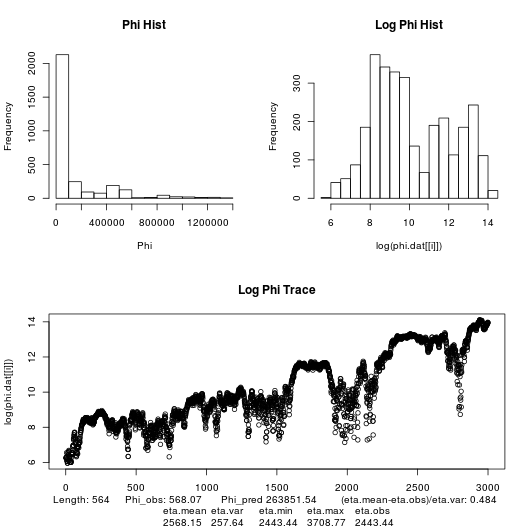 Phi Hist
Log Phi Hist
Frequency
0 500 1000 1500 2000
0 400000 800000 1200000
Phi
Frequency
0 100 200 300
6 8 10 12 14
log(phi.dat[[i]])
Log Phi Trace
log(phi.dat[[i]])
6 8 10 12 14
0 500 1000 1500 2000 2500 3000
Length: 564 Phi_obs: 568.07 Phi_pred 263851.54 (eta.mean-eta.obs)/eta.var: 0.484
eta.mean eta.var eta.min eta.max eta.obs
2568.15 257.64 2443.44 3708.77 2443.44